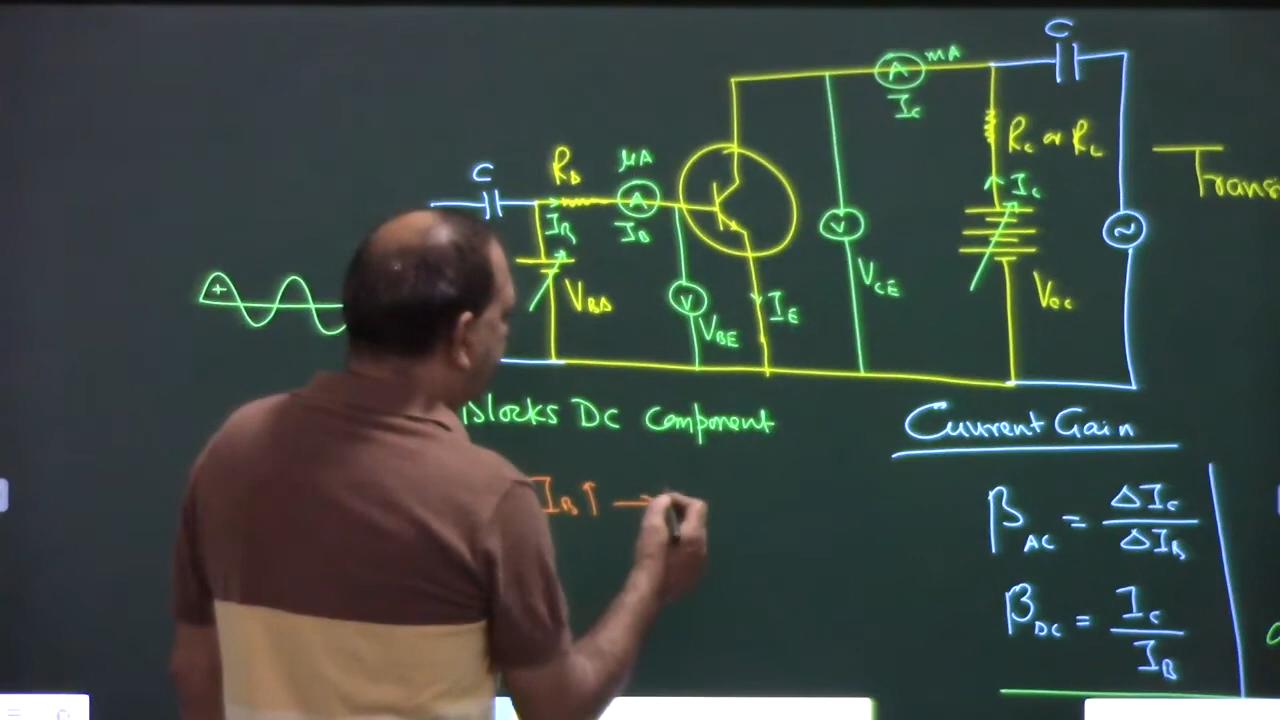 C
mA
A
I_C
μA
R_B
A
I_B
I_B
C
R_C or R_L
I_C
Trans
+
V_BB
V
V_BE
I_E
V
V_CE
~
V_CC
Blocks DC component
Current Gain
I_B↑ →
β_AC = ΔI_C / ΔI_B
β_DC = I_C / I_B